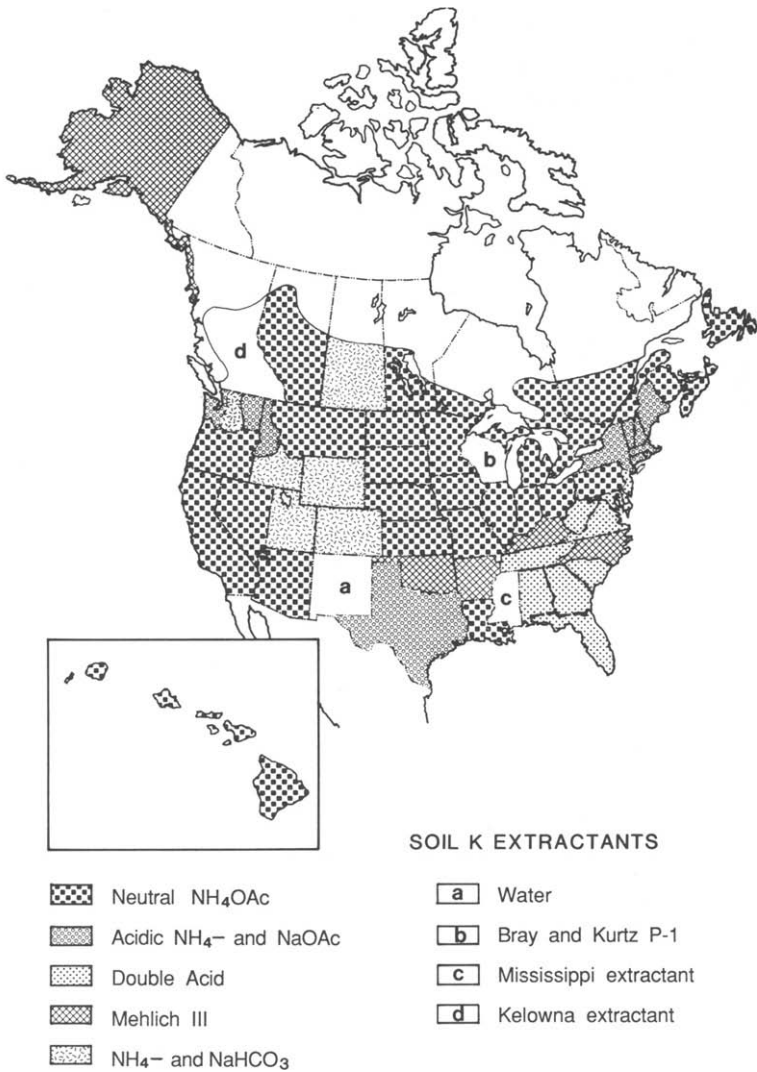 d
b
a
c
SOIL K EXTRACTANTS
Neutral NH₄OAc
Acidic NH₄– and NaOAc
Double Acid
Mehlich III
NH₄– and NaHCO₃
a Water
b Bray and Kurtz P-1
c Mississippi extractant
d Kelowna extractant